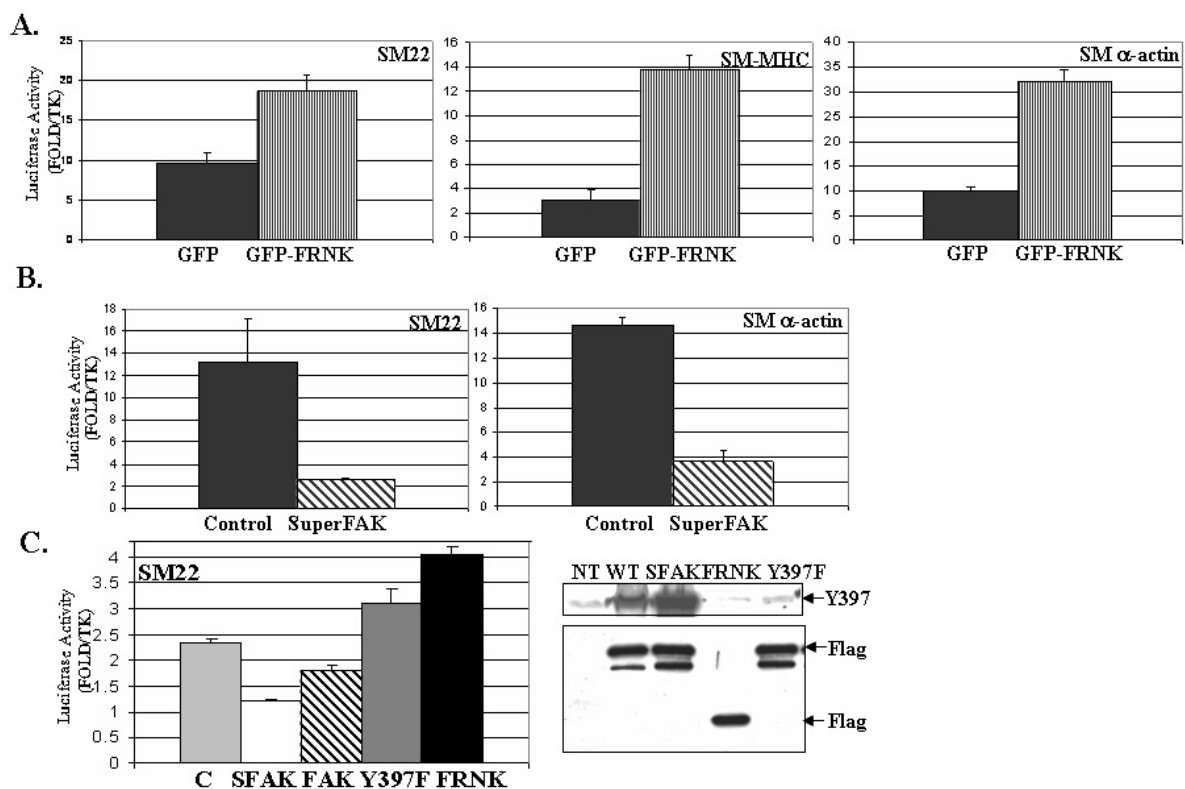 A.
Luciferase Activity
(FOLD/TK)
25
20
15
10
5
0
SM22
GFP GFP-FRNK
16
14
12
10
8
6
4
2
0
SM-MHC
GFP GFP-FRNK
40
35
30
25
20
15
10
5
0
SM α-actin
GFP GFP-FRNK
B.
Luciferase Activity
(FOLD/TK)
18
16
14
12
10
8
6
4
2
0
SM22
Control SuperFAK
16
14
12
10
8
6
4
2
0
SM α-actin
Control SuperFAK
C.
Luciferase Activity
(FOLD/TK)
4
3.5
3
2.5
2
1.5
1
0.5
0
SM22
C SFAK FAK Y397F FRNK
NT WT SFAK FRNK Y397F
Y397
Flag
Flag